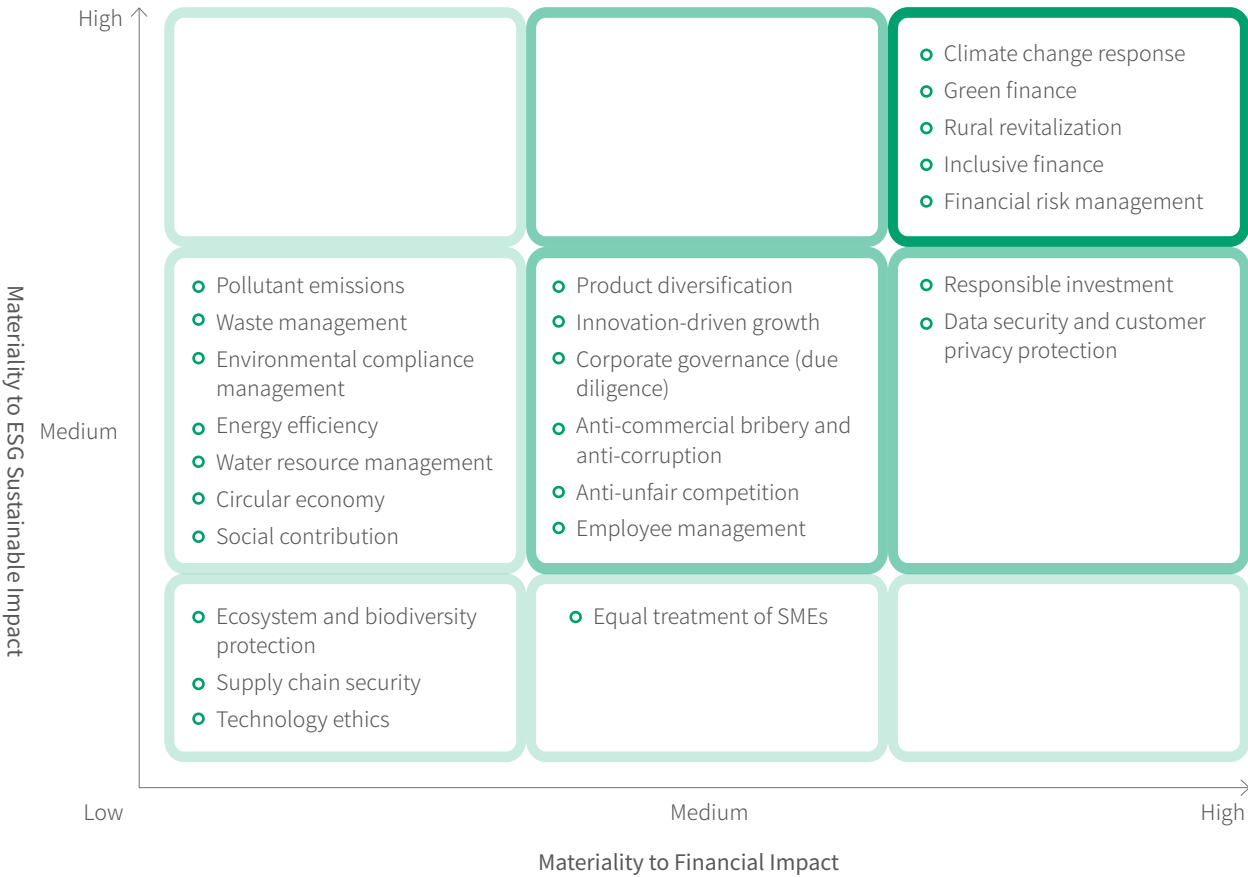 High
Climate change response
Green finance
Rural revitalization
Inclusive finance
Financial risk management
Materiality to ESG Sustainable Impact
Medium
Pollutant emissions
Waste management
Environmental compliance
management
Energy efficiency
Water resource management
Circular economy
Social contribution
Product diversification
Innovation-driven growth
Corporate governance (due
diligence)
Anti-commercial bribery and
anti-corruption
Anti-unfair competition
Employee management
Responsible investment
Data security and customer
privacy protection
Ecosystem and biodiversity
protection
Supply chain security
Technology ethics
Equal treatment of SMEs
Low
Medium
High
Materiality to Financial Impact